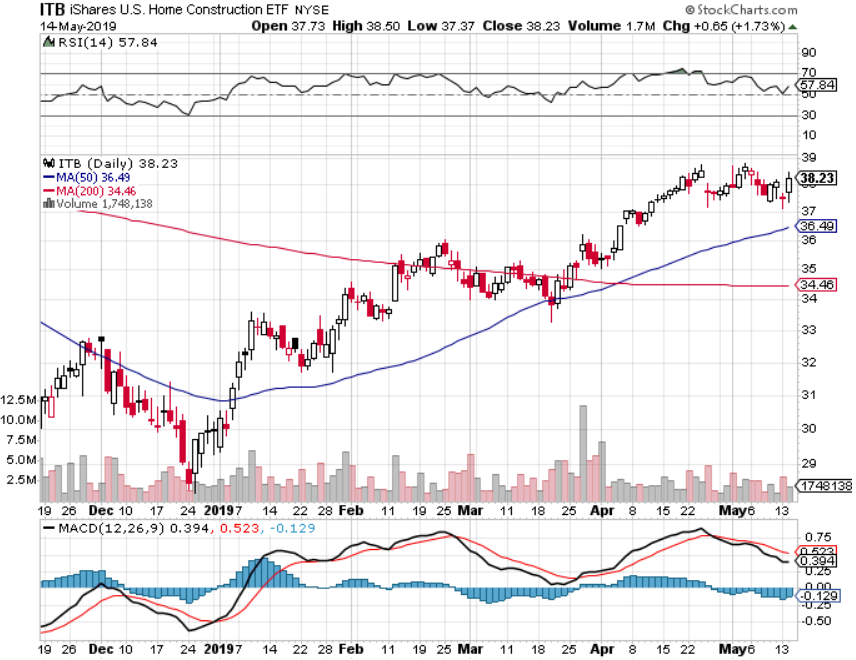 ITB iShares U.S. Home Construction ETF NYSE © StockCharts.com
14-May-2019 Open 37.73 High 38.50 Low 37.37 Close 38.23 Volume 1.7M Chg +0.65 (+1.73%)
RSI(14) 57.84
90
70
57.84
50
30
10
ITB (Daily) 38.23
MA(50) 36.49
MA(200) 34.46
Volume 1,748,138
39
38.23
38
37
36.49
36
35
34.46
34
33
32
31
30
29
12.5M
10.0M
7.5M
5.0M
2.5M
1748138
19 26 Dec 10 17 24 2019 7 14 22 28 Feb 11 19 25 Mar 11 18 25 Apr 8 15 22 May 6 13
MACD(12,26,9) 0.394, 0.523, -0.129
0.75
0.523
0.394
0.25
0.00
-0.129
-0.25
-0.50
19 26 Dec 10 17 24 2019 7 14 22 28 Feb 11 19 25 Mar 11 18 25 Apr 8 15 22 May 6 13